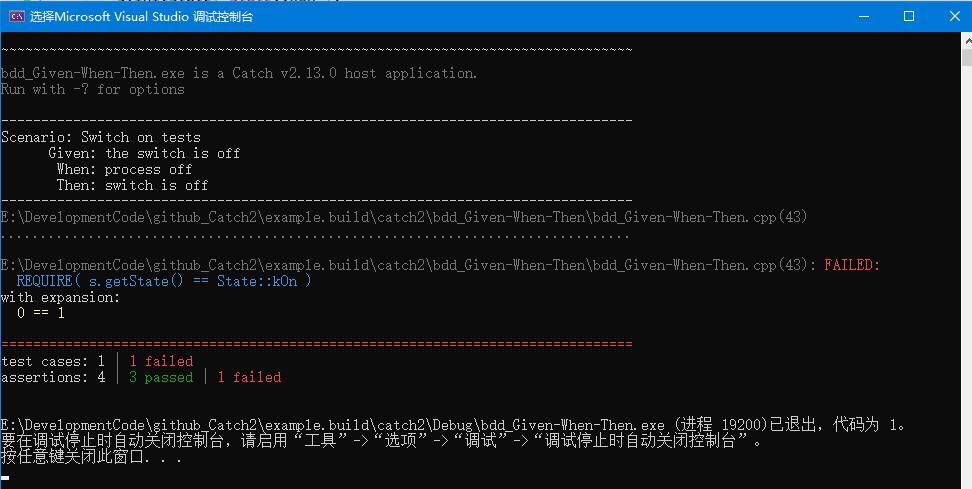 选择Microsoft Visual Studio 调试控制台
~~~~~~~~~~~~~~~~~~~~~~~~~~~~~~~~~~~~~~~~~~~~~~~~~~~~~~~~~~~~~~~~~~~~~~~~~~~~~~~
bdd_Given-When-Then.exe is a Catch v2.13.0 host application.
Run with -? for options
-------------------------------------------------------------------------------
Scenario: Switch on tests
      Given: the switch is off
       When: process off
       Then: switch is off
-------------------------------------------------------------------------------
E:\DevelopmentCode\github_Catch2\example.build\catch2\bdd_Given-When-Then\bdd_Given-When-Then.cpp(43)
...............................................................................
E:\DevelopmentCode\github_Catch2\example.build\catch2\bdd_Given-When-Then\bdd_Given-When-Then.cpp(43): FAILED:
  REQUIRE( s.getState() == State::kOn )
with expansion:
  0 == 1
===============================================================================
test cases: 1 | 1 failed
assertions: 4 | 3 passed | 1 failed
E:\DevelopmentCode\github_Catch2\example.build\catch2\Debug\bdd_Given-When-Then.exe (进程 19200)已退出，代码为 1。
要在调试停止时自动关闭控制台，请启用“工具”->“选项”->“调试”->“调试停止时自动关闭控制台”。
按任意键关闭此窗口. . .